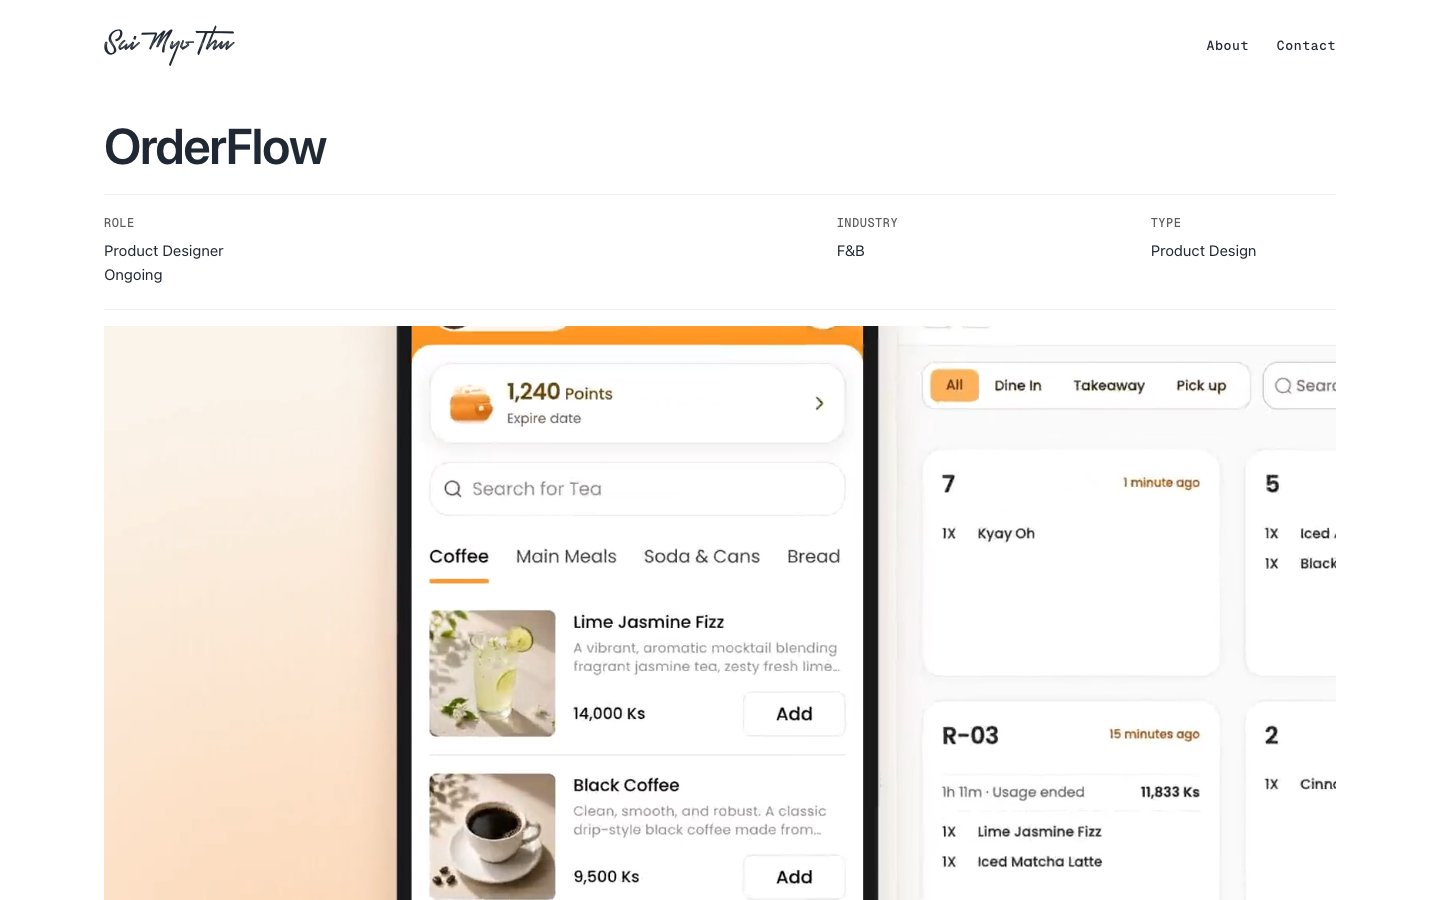 Sai Myo Thu
About
Contact
OrderFlow
ROLE
Product Designer
Ongoing
INDUSTRY
F&B
TYPE
Product Design
1,240 Points
Expire date
Search for Tea
Coffee
Main Meals
Soda & Cans
Bread
Lime Jasmine Fizz
A vibrant, aromatic mocktail blending
fragrant jasmine tea, zesty fresh lime...
14,000 Ks
Add
Black Coffee
Clean, smooth, and robust. A classic
drip-style black coffee made from...
9,500 Ks
Add
All
Dine In
Takeaway
Pick up
7
1 minute ago
1X Kyay Oh
5
1X Iced
1X Black
R-03
15 minutes ago
1h 11m · Usage ended
11,833 Ks
1X Lime Jasmine Fizz
1X Iced Matcha Latte
2
1X